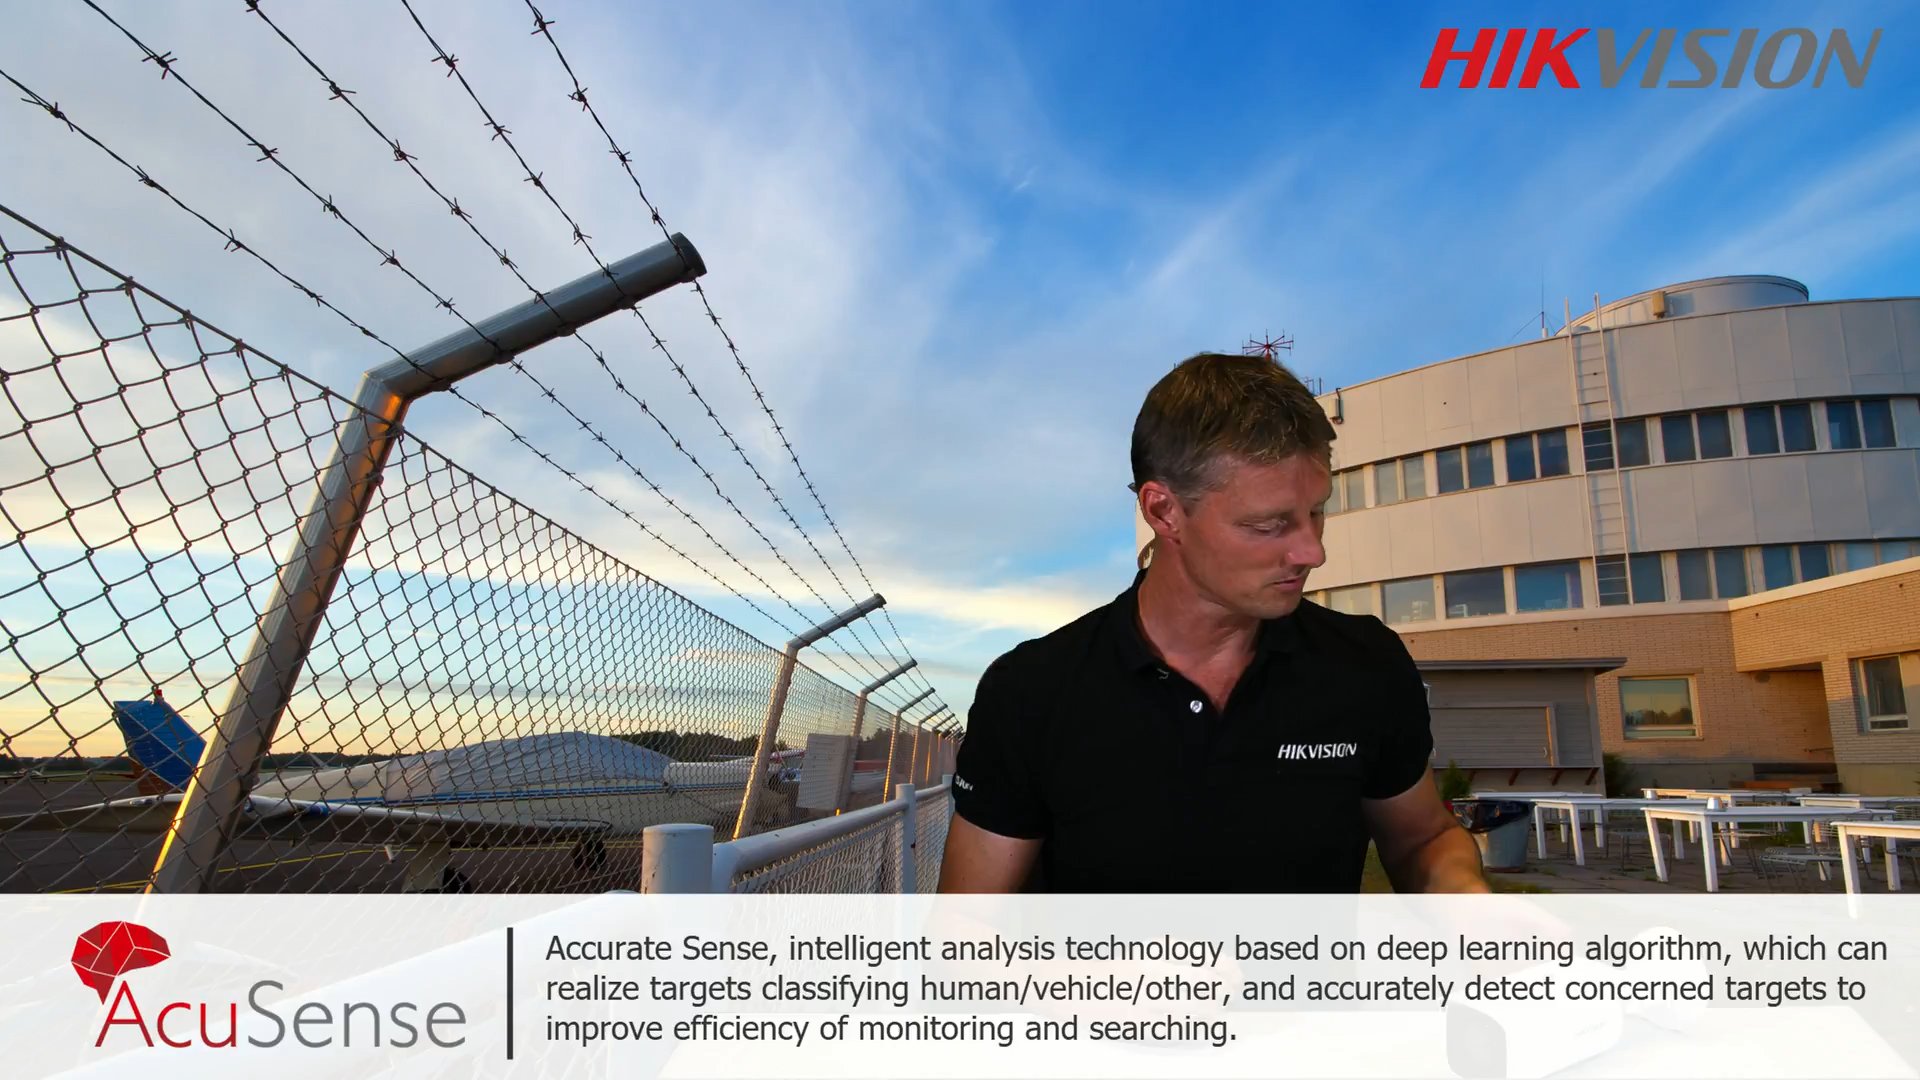 HIKVISION
HIKVISION
AcuSense
Accurate Sense, intelligent analysis technology based on deep learning algorithm, which can
realize targets classifying human/vehicle/other, and accurately detect concerned targets to
improve efficiency of monitoring and searching.